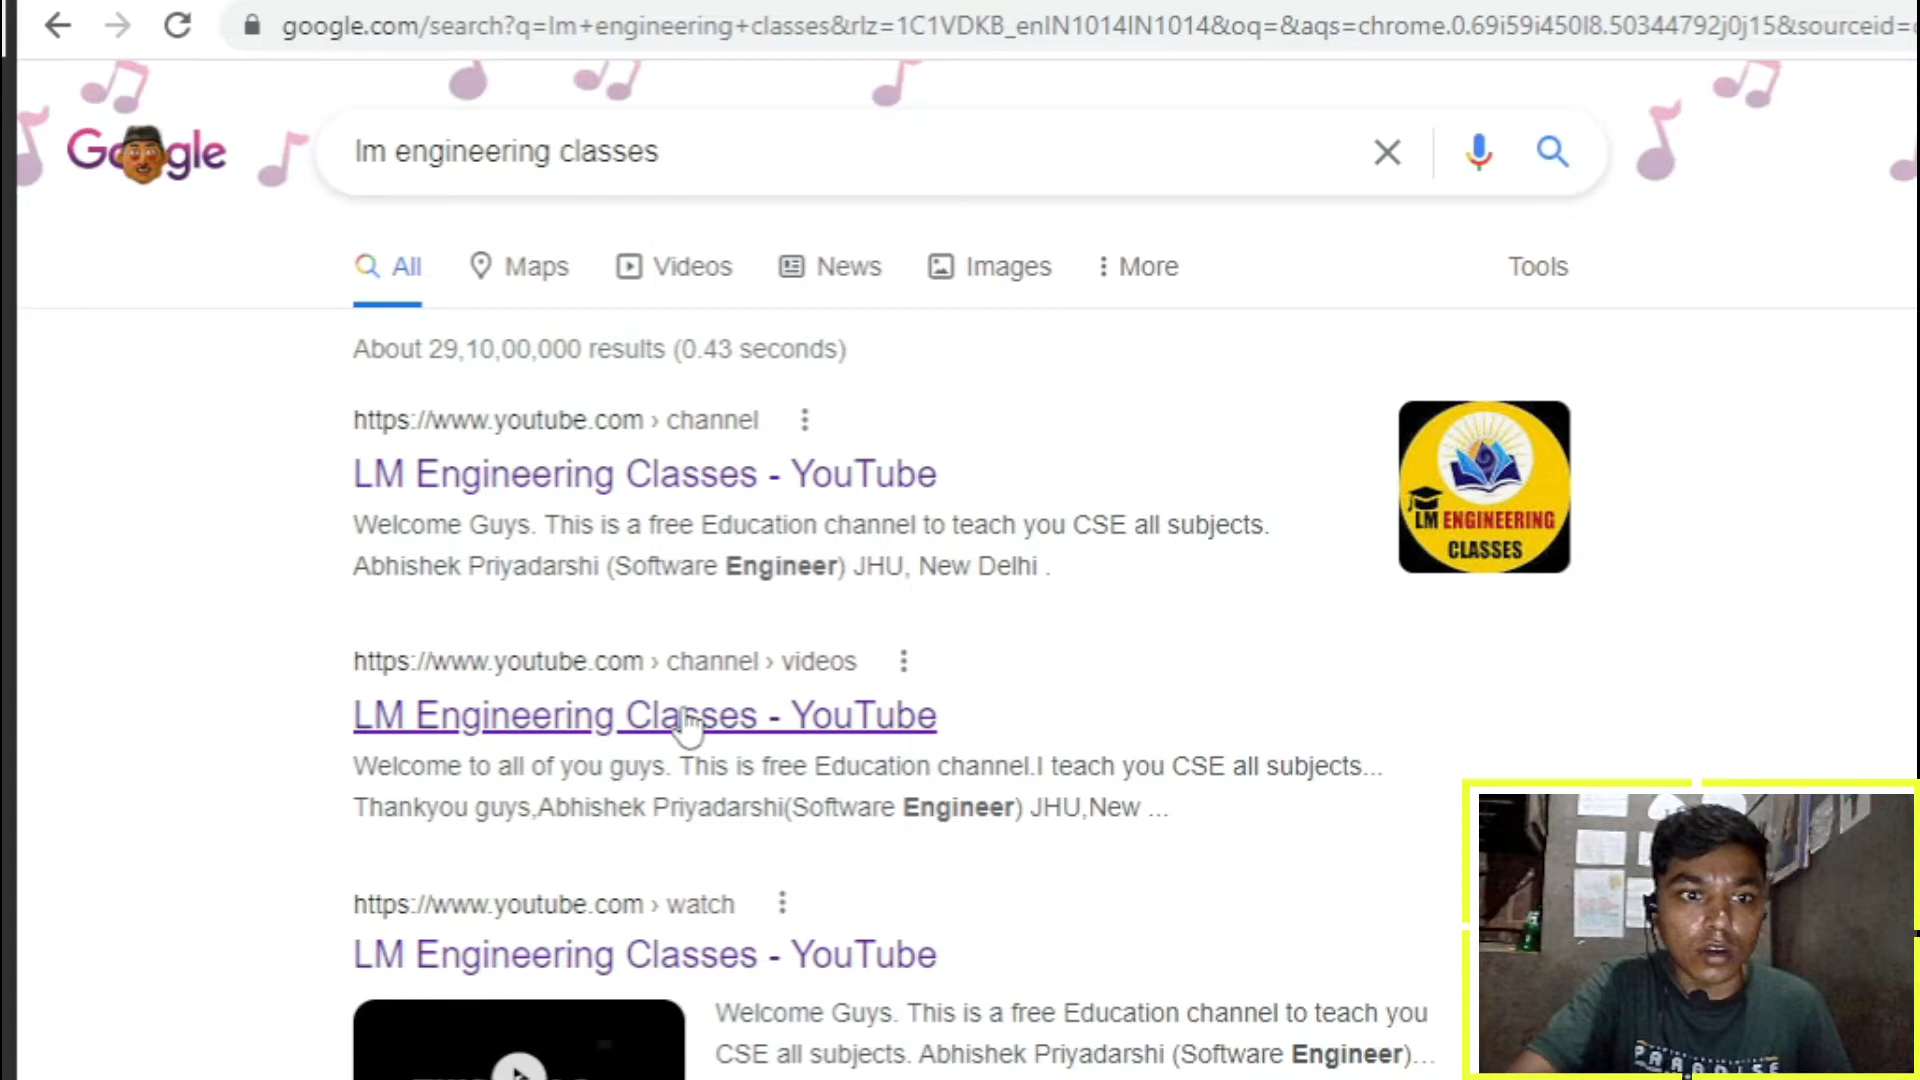 google.com/search?q=lm+engineering+classes&rlz=1C1VDKB_enIN1014IN1014&oq=&aqs=chrome.0.69i59i450l8.50344792j0j15&sourceid=
Google
lm engineering classes
All Maps Videos News Images More Tools
About 29,10,00,000 results (0.43 seconds)
https://www.youtube.com › channel
LM Engineering Classes - YouTube
Welcome Guys. This is a free Education channel to teach you CSE all subjects.
Abhishek Priyadarshi (Software Engineer) JHU, New Delhi .
LM ENGINEERING
CLASSES
https://www.youtube.com › channel › videos
LM Engineering Classes - YouTube
Welcome to all of you guys. This is free Education channel.I teach you CSE all subjects...
Thankyou guys,Abhishek Priyadarshi(Software Engineer) JHU,New ...
https://www.youtube.com › watch
LM Engineering Classes - YouTube
Welcome Guys. This is a free Education channel to teach you
CSE all subjects. Abhishek Priyadarshi (Software Engineer)...
PARADISE